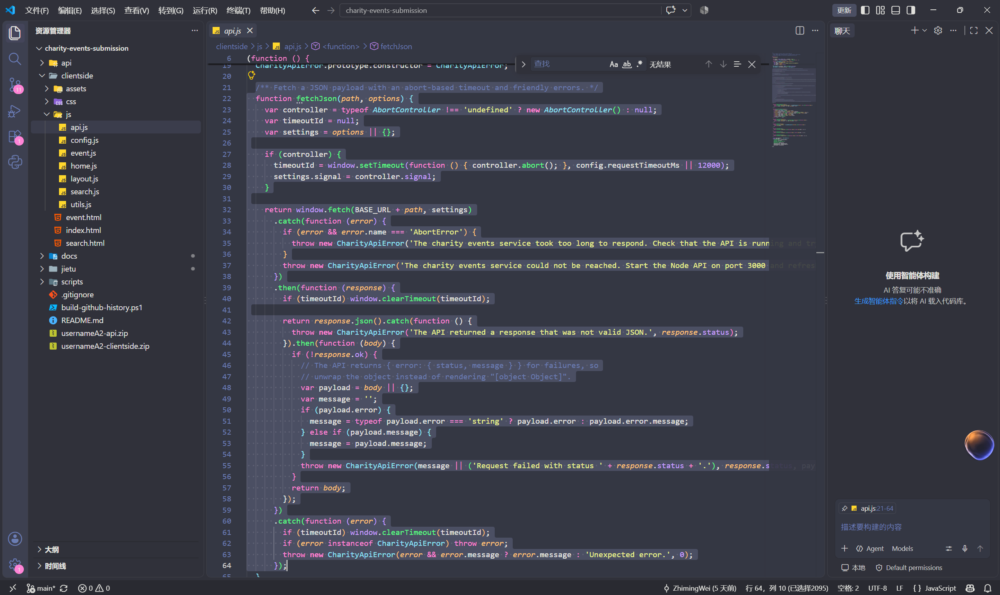 文件(F) 编辑(E) 选择(S) 查看(V) 转到(G) 运行(R) 终端(T) 帮助(H) charity-events-submission 更新
资源管理器
charity-events-submission
api
clientside
assets
css
js
api.js
config.js
event.js
home.js
layout.js
search.js
utils.js
event.html
index.html
search.html
docs
jietu
scripts
.gitignore
build-github-history.ps1
README.md
usernameA2-api.zip
usernameA2-clientside.zip
大纲
时间线
11
1
1
api.js
clientside > js > api.js > <function> > fetchJson
查找 Aa ab .* 无结果
6 (function () {
19 CharityApiError.prototype.constructor = CharityApiError;
20
21 /** Fetch a JSON payload with an abort-based timeout and friendly errors. */
22 function fetchJson(path, options) {
23 var controller = typeof AbortController !== 'undefined' ? new AbortController() : null;
24 var timeoutId = null;
25 var settings = options || {};
26
27 if (controller) {
28 timeoutId = window.setTimeout(function () { controller.abort(); }, config.requestTimeoutMs || 12000);
29 settings.signal = controller.signal;
30 }
31
32 return window.fetch(BASE_URL + path, settings)
33 .catch(function (error) {
34 if (error && error.name === 'AbortError') {
35 throw new CharityApiError('The charity events service took too long to respond. Check that the API is running and tr
36 }
37 throw new CharityApiError('The charity events service could not be reached. Start the Node API on port 3000 and refres
38 })
39 .then(function (response) {
40 if (timeoutId) window.clearTimeout(timeoutId);
41
42 return response.json().catch(function () {
43 throw new CharityApiError('The API returned a response that was not valid JSON.', response.status);
44 }).then(function (body) {
45 if (!response.ok) {
46 // The API returns { error: { status, message } } for failures, so
47 // unwrap the object instead of rendering "[object Object]".
48 var payload = body || {};
49 var message = '';
50 if (payload.error) {
51 message = typeof payload.error === 'string' ? payload.error : payload.error.message;
52 } else if (payload.message) {
53 message = payload.message;
54 }
55 throw new CharityApiError(message || ('Request failed with status ' + response.status + '.'), response.status, pay
56 }
57 return body;
58 });
59 })
60 .catch(function (error) {
61 if (timeoutId) window.clearTimeout(timeoutId);
62 if (error instanceof CharityApiError) throw error;
63 throw new CharityApiError(error && error.message ? error.message : 'Unexpected error.', 0);
64 });
65 }
聊天
使用智能体构建
AI 答复可能不准确
生成智能体指令以将 AI 载入代码库。
api.js:21-64
描述要构建的内容
Agent Models
本地 Default permissions
main* 0 0 ZhimingWei (5 天前) 行 64，列 10 (已选择2095) 空格: 2 UTF-8 LF { } JavaScript